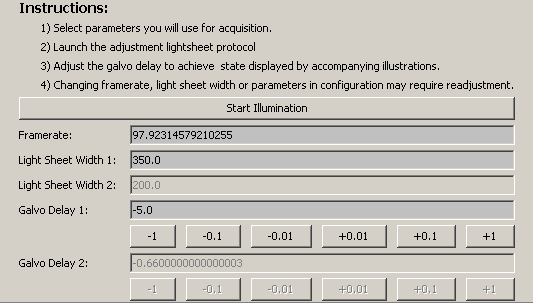 Instructions:
1) Select parameters you will use for acquisition.
2) Launch the adjustment lightsheet protocol
3) Adjust the galvo delay to achieve state displayed by accompanying illustrations.
4) Changing framerate, light sheet width or parameters in configuration may require readjustment.
Start Illumination
Framerate: 97.92314579210255
Light Sheet Width 1: 350.0
Light Sheet Width 2: 200.0
Galvo Delay 1: -5.0
-1 -0.1 -0.01 +0.01 +0.1 +1
Galvo Delay 2: -0.6600000000000003
-1 -0.1 -0.01 +0.01 +0.1 +1